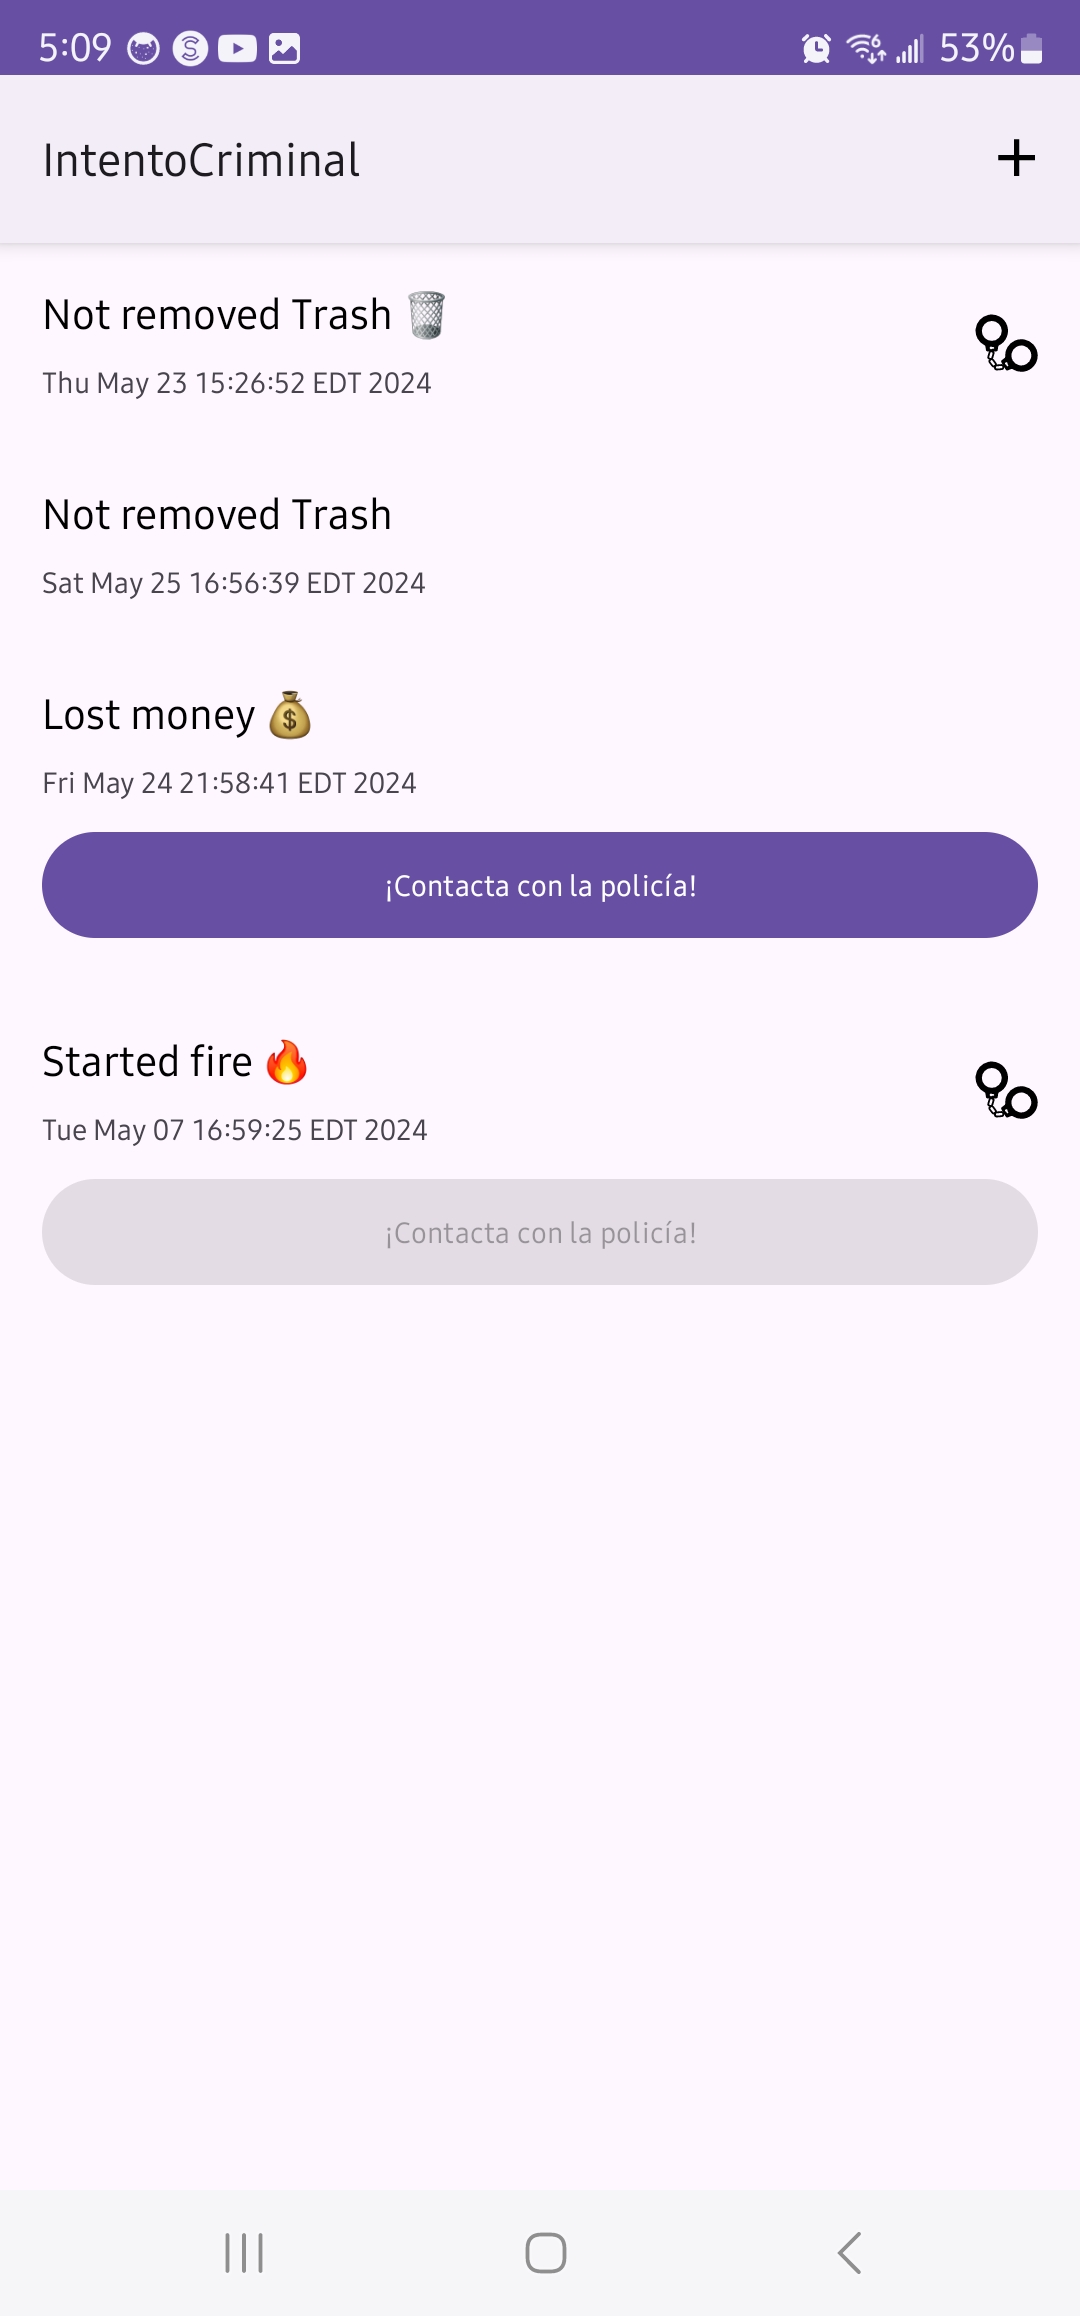 5:09
53%
IntentoCriminal
Not removed Trash 🗑️
Thu May 23 15:26:52 EDT 2024
Not removed Trash
Sat May 25 16:56:39 EDT 2024
Lost money 💰
Fri May 24 21:58:41 EDT 2024
¡Contacta con la policía!
Started fire 🔥
Tue May 07 16:59:25 EDT 2024
¡Contacta con la policía!